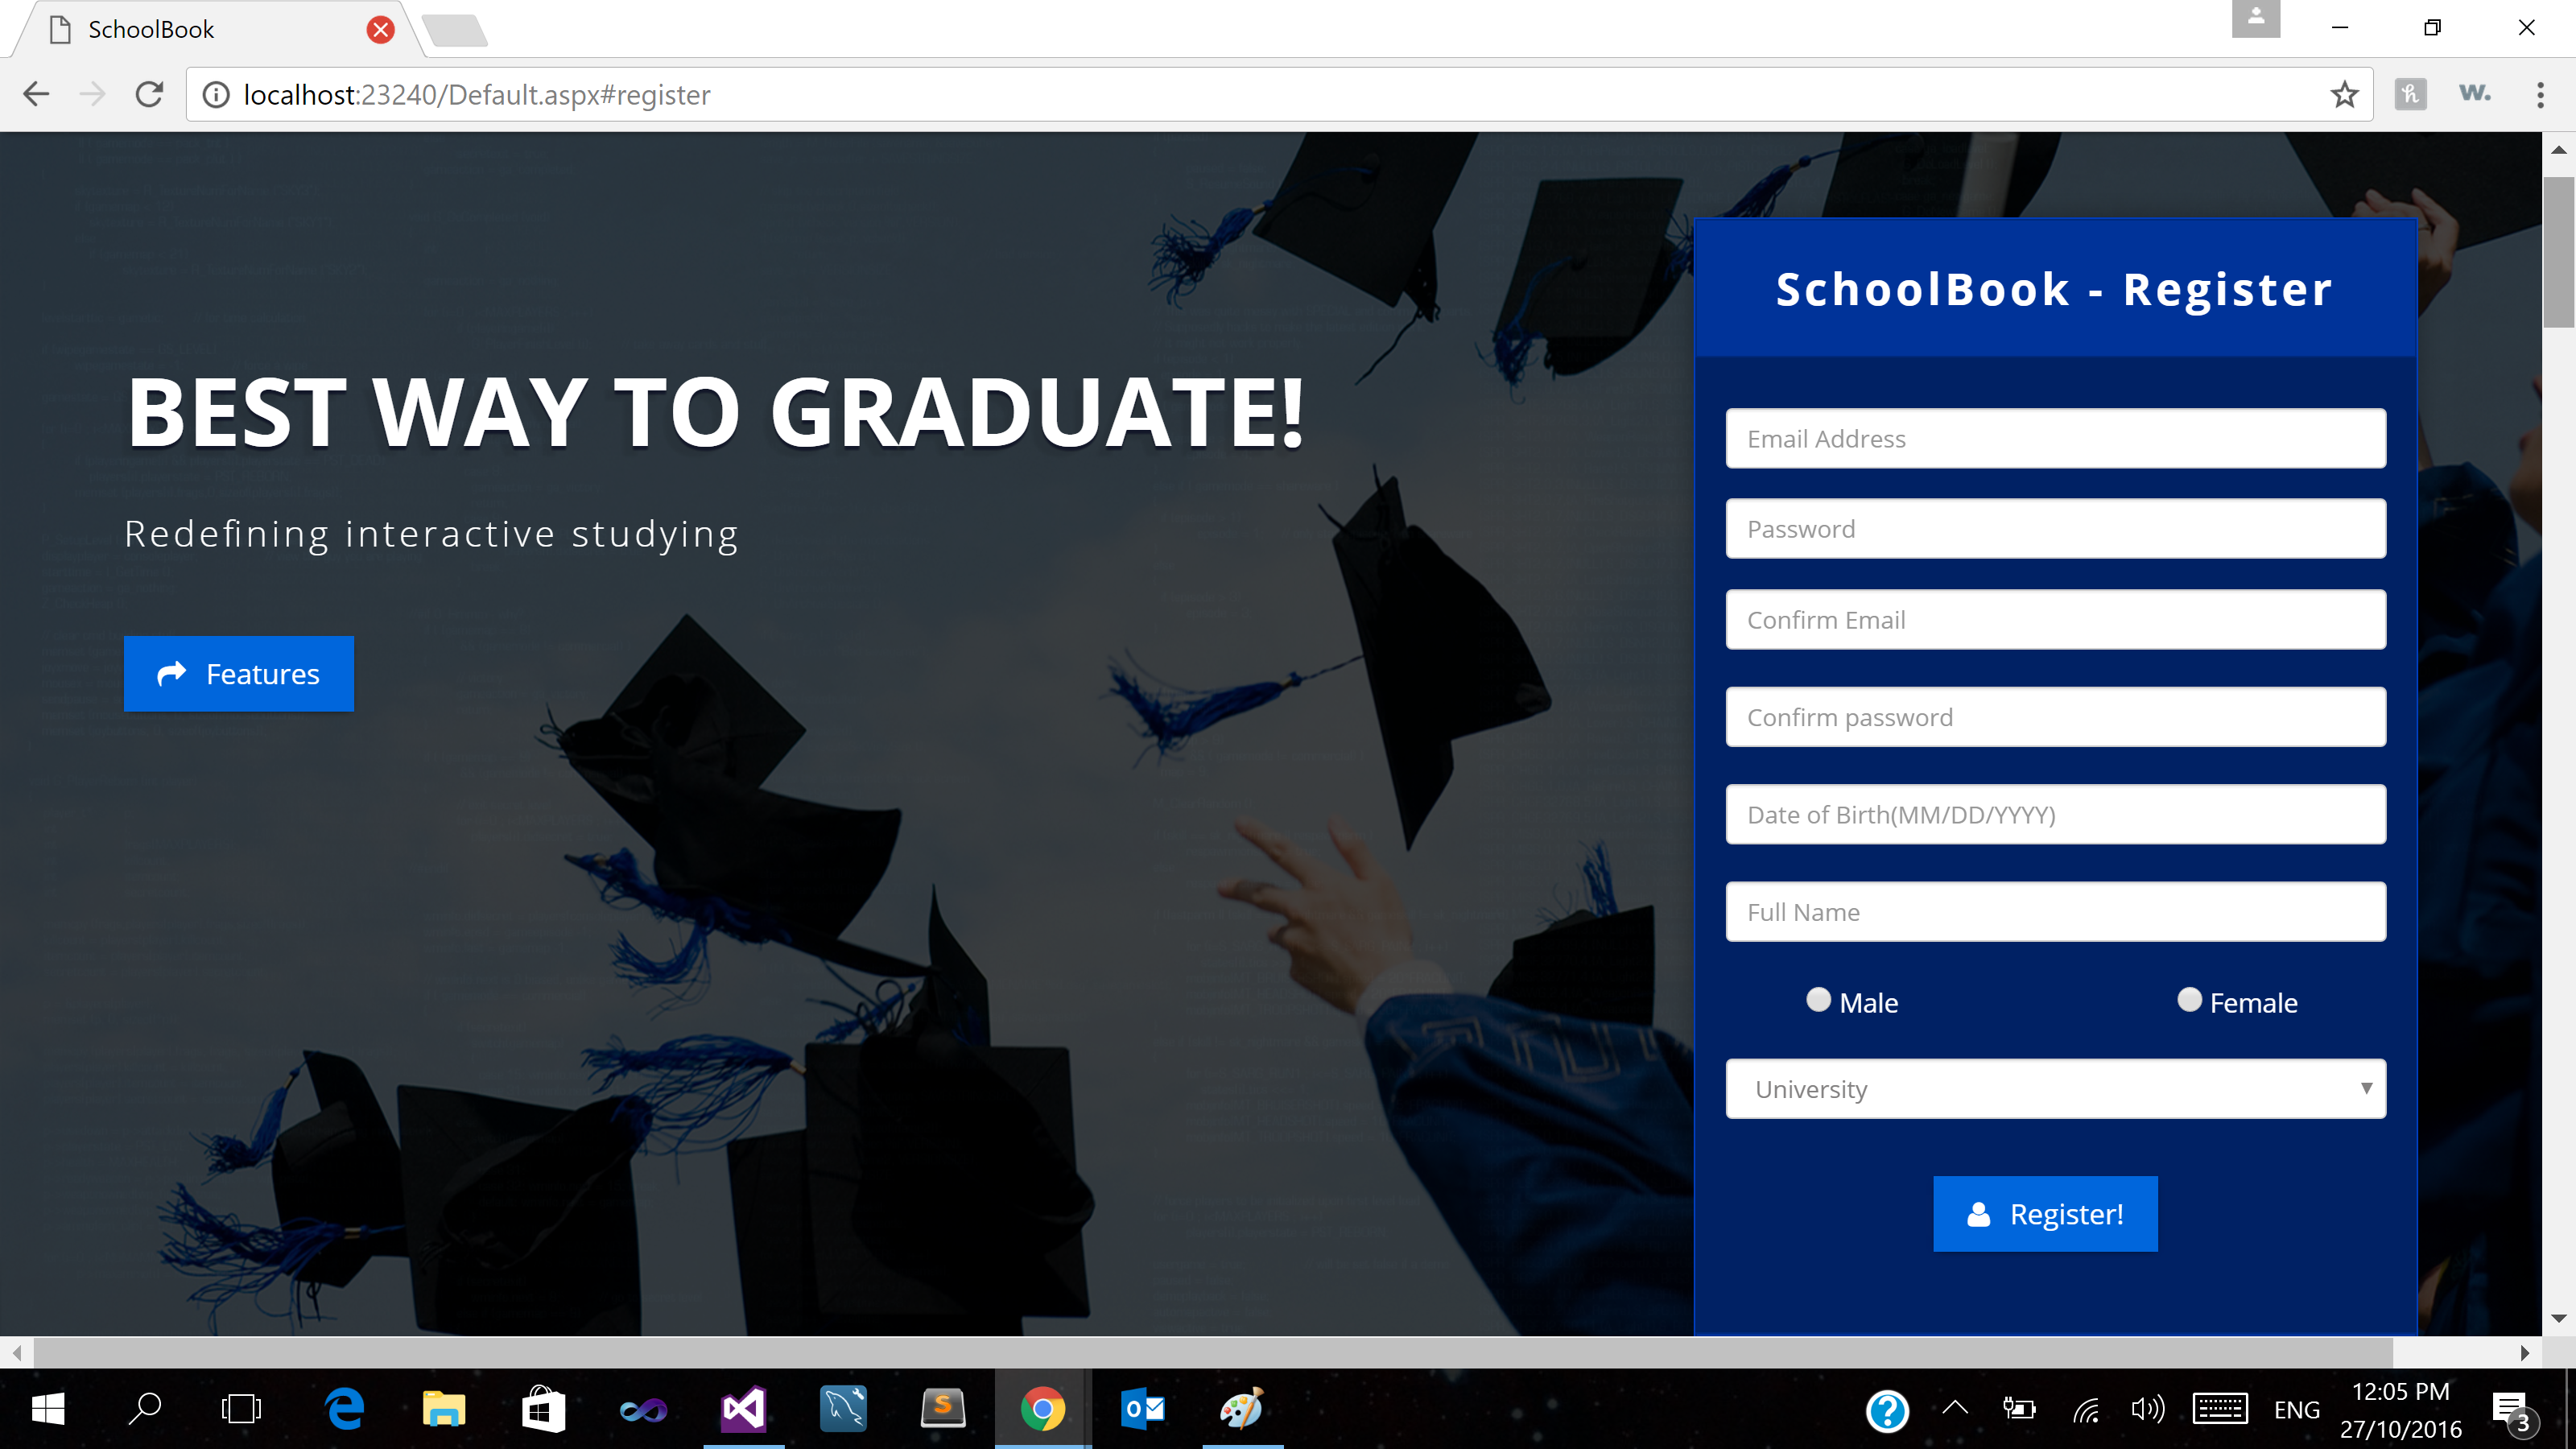 SchoolBook
localhost:23240/Default.aspx#register
W.
SchoolBook - Register
BEST WAY TO GRADUATE!
Redefining interactive studying
Features
Email Address
Password
Confirm Email
Confirm password
Date of Birth(MM/DD/YYYY)
Full Name
Male Female
University
Register!
ENG
12:05 PM
27/10/2016
3